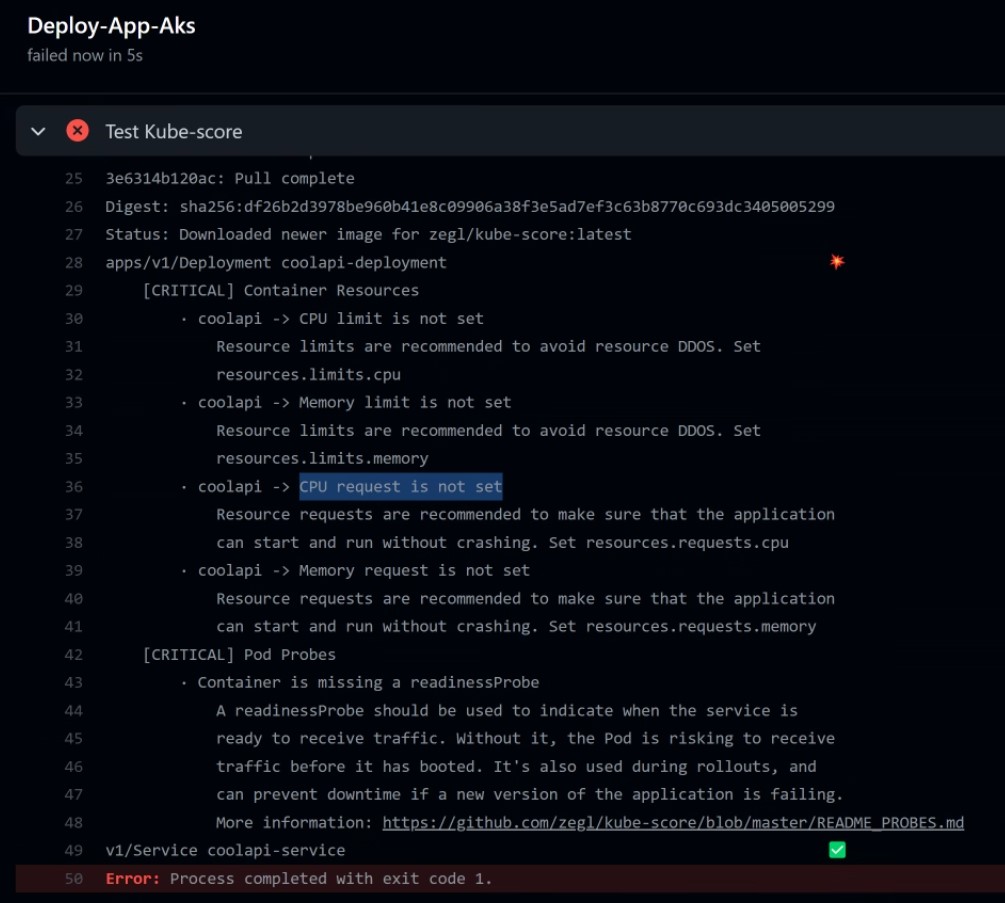 Deploy-App-Aks
failed now in 5s
Test Kube-score
25 3e6314b120ac: Pull complete
26 Digest: sha256:df26b2d3978be960b41e8c09906a38f3e5ad7ef3c63b8770c693dc3405005299
27 Status: Downloaded newer image for zegl/kube-score:latest
28 apps/v1/Deployment coolapi-deployment 💥
29 [CRITICAL] Container Resources
30 · coolapi -> CPU limit is not set
31 Resource limits are recommended to avoid resource DDOS. Set
32 resources.limits.cpu
33 · coolapi -> Memory limit is not set
34 Resource limits are recommended to avoid resource DDOS. Set
35 resources.limits.memory
36 · coolapi -> CPU request is not set
37 Resource requests are recommended to make sure that the application
38 can start and run without crashing. Set resources.requests.cpu
39 · coolapi -> Memory request is not set
40 Resource requests are recommended to make sure that the application
41 can start and run without crashing. Set resources.requests.memory
42 [CRITICAL] Pod Probes
43 · Container is missing a readinessProbe
44 A readinessProbe should be used to indicate when the service is
45 ready to receive traffic. Without it, the Pod is risking to receive
46 traffic before it has booted. It's also used during rollouts, and
47 can prevent downtime if a new version of the application is failing.
48 More information: https://github.com/zegl/kube-score/blob/master/README_PROBES.md
49 v1/Service coolapi-service ✅
50 Error: Process completed with exit code 1.